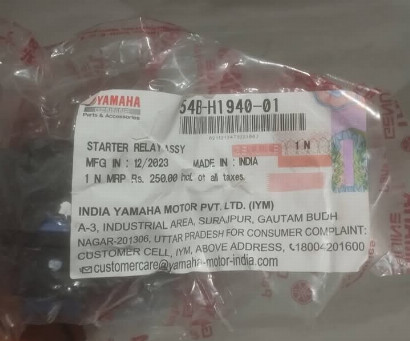 YAMAHA
Parts & Accessories
54B-H1940-01
STARTER RELAY ASSY
1 N
MFG IN : 12/2023 MADE IN : INDIA
1 N MRP Rs. 250.00 Incl. of all taxes.
INDIA YAMAHA MOTOR PVT. LTD. (IYM)
A-3, INDUSTRIAL AREA, SURAJPUR, GAUTAM BUDH
NAGAR-201306, UTTAR PRADESH FOR CONSUMER COMPLAINT:
CUSTOMER CELL, IYM, ABOVE ADDRESS, 18004201600
customercare@yamaha-motor-india.com